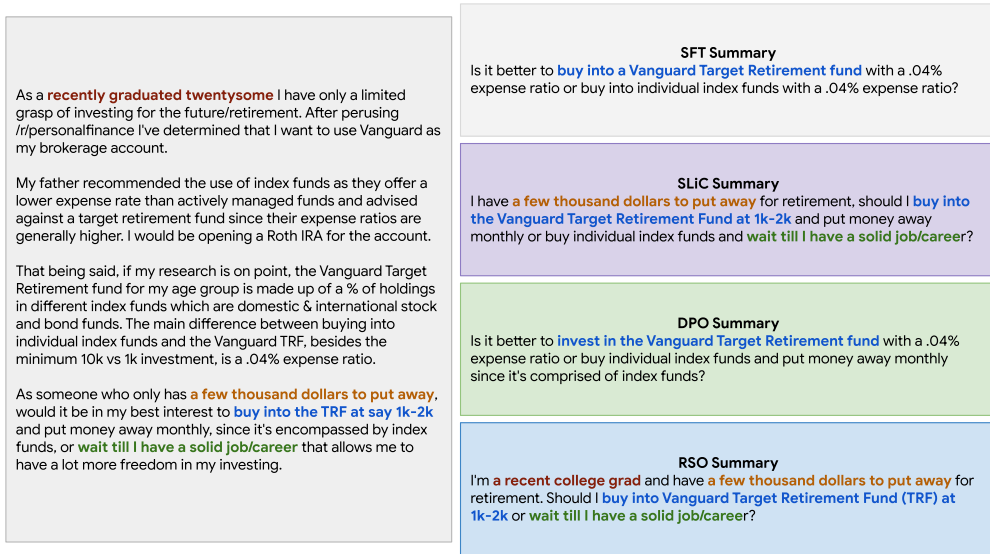 As a recently graduated twentysome I have only a limited
grasp of investing for the future/retirement. After perusing
/r/personalfinance I've determined that I want to use Vanguard as
my brokerage account.
My father recommended the use of index funds as they offer a
lower expense rate than actively managed funds and advised
against a target retirement fund since their expense ratios are
generally higher. I would be opening a Roth IRA for the account.
That being said, if my research is on point, the Vanguard Target
Retirement fund for my age group is made up of a % of holdings
in different index funds which are domestic & international stock
and bond funds. The main difference between buying into
individual index funds and the Vanguard TRF, besides the
minimum 10k vs 1k investment, is a .04% expense ratio.
As someone who only has a few thousand dollars to put away,
would it be in my best interest to buy into the TRF at say 1k-2k
and put money away monthly, since it's encompassed by index
funds, or wait till I have a solid job/career that allows me to
have a lot more freedom in my investing.
SFT Summary
Is it better to buy into a Vanguard Target Retirement fund with a .04%
expense ratio or buy into individual index funds with a .04% expense ratio?
SLiC Summary
I have a few thousand dollars to put away for retirement, should I buy into
the Vanguard Target Retirement Fund at 1k-2k and put money away
monthly or buy individual index funds and wait till I have a solid job/career?
DPO Summary
Is it better to invest in the Vanguard Target Retirement fund with a .04%
expense ratio or buy individual index funds and put money away monthly
since it's comprised of index funds?
RSO Summary
I'm a recent college grad and have a few thousand dollars to put away for
retirement. Should I buy into Vanguard Target Retirement Fund (TRF) at
1k-2k or wait till I have a solid job/career?